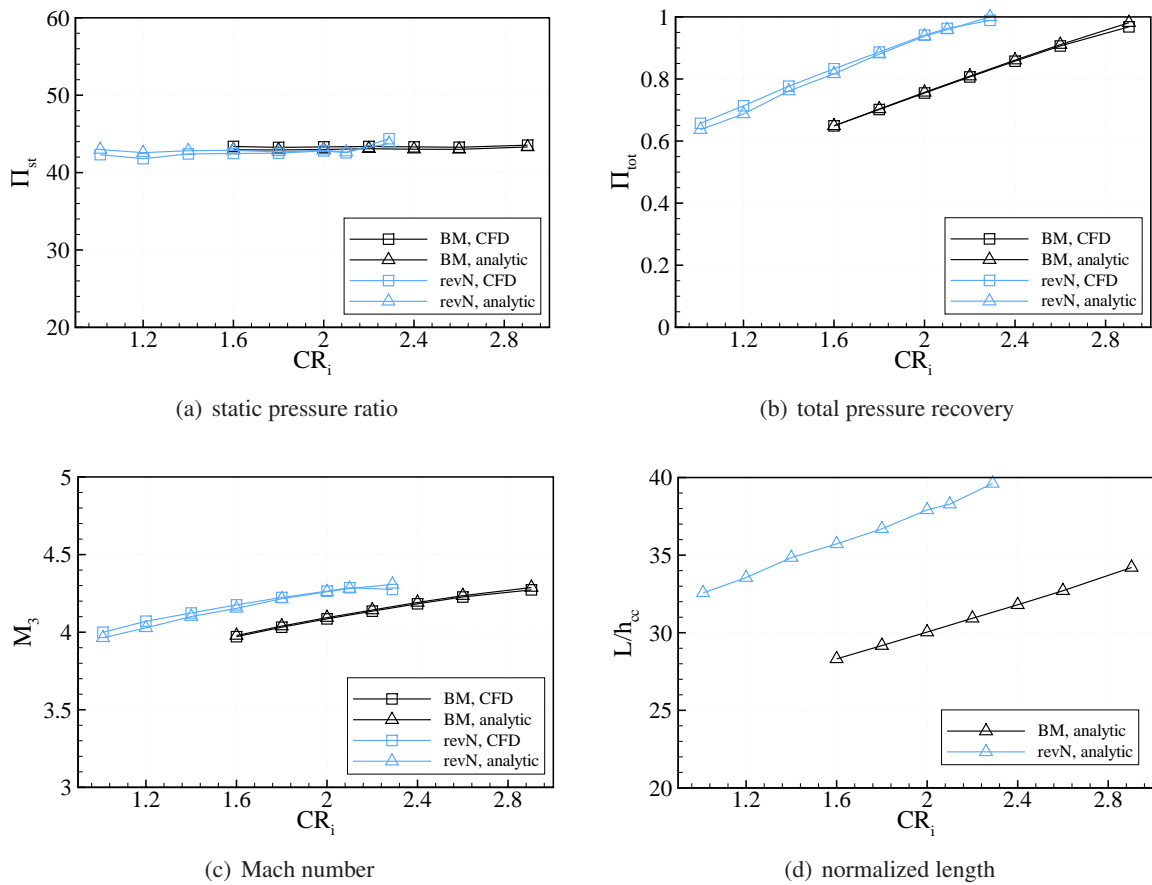 60
50
40
30
20
Π_st
1.2 1.6 2 2.4 2.8
CR_i
BM, CFD
BM, analytic
revN, CFD
revN, analytic
(a) static pressure ratio
1
0.8
0.6
0.4
0.2
0
Π_tot
1.2 1.6 2 2.4 2.8
CR_i
BM, CFD
BM, analytic
revN, CFD
revN, analytic
(b) total pressure recovery
5
4.5
4
3.5
3
M_3
1.2 1.6 2 2.4 2.8
CR_i
BM, CFD
BM, analytic
revN, CFD
revN, analytic
(c) Mach number
40
35
30
25
20
L/h_cc
1.2 1.6 2 2.4 2.8
CR_i
BM, analytic
revN, analytic
(d) normalized length